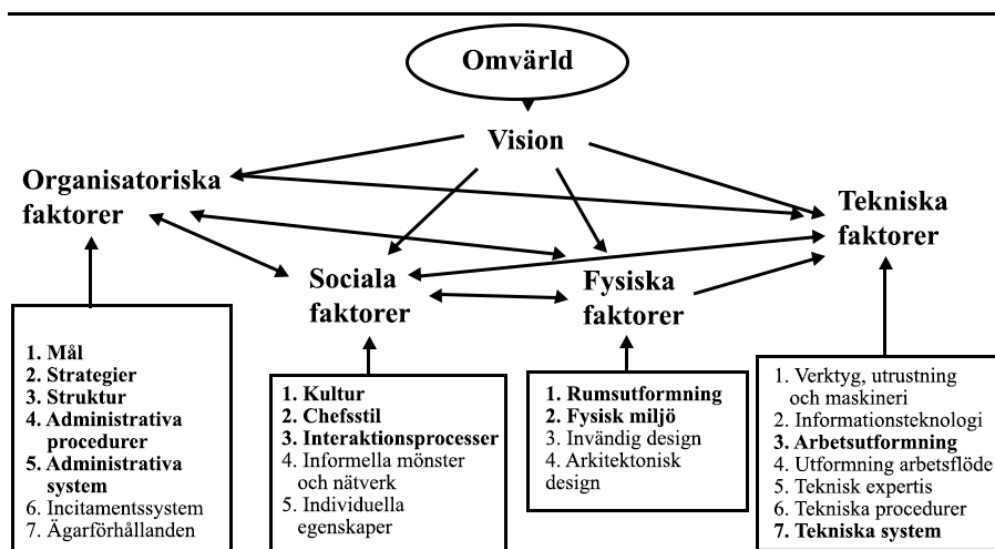 Omvärld
Vision
Organisatoriska
faktorer
Tekniska
faktorer
Sociala
faktorer
Fysiska
faktorer
1. Mål
2. Strategier
3. Struktur
4. Administrativa
procedurer
5. Administrativa
system
6. Incitamentssystem
7. Ägarförhållanden
1. Kultur
2. Chefsstil
3. Interaktionsprocesser
4. Informella mönster
och nätverk
5. Individuella
egenskaper
1. Rumsutformning
2. Fysisk miljö
3. Invändig design
4. Arkitektonisk
design
1. Verktyg, utrustning
och maskineri
2. Informationsteknologi
3. Arbetsutformning
4. Utformning arbetsflöde
5. Teknisk expertis
6. Tekniska procedurer
7. Tekniska system